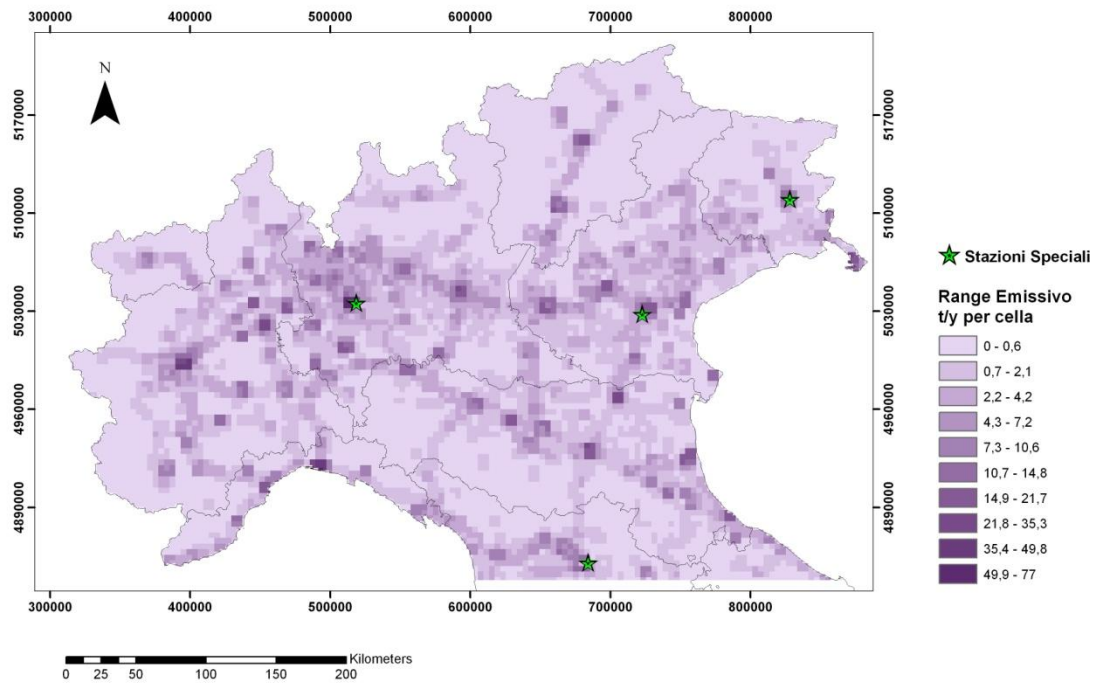 300000 400000 500000 600000 700000 800000
N
5170000
5100000
5030000
4960000
4890000
5170000
5100000
5030000
4960000
4890000
Stazioni Speciali
Range Emissivo
t/y per cella
0 - 0,6
0,7 - 2,1
2,2 - 4,2
4,3 - 7,2
7,3 - 10,6
10,7 - 14,8
14,9 - 21,7
21,8 - 35,3
35,4 - 49,8
49,9 - 77
300000 400000 500000 600000 700000 800000
Kilometers
0 25 50 100 150 200